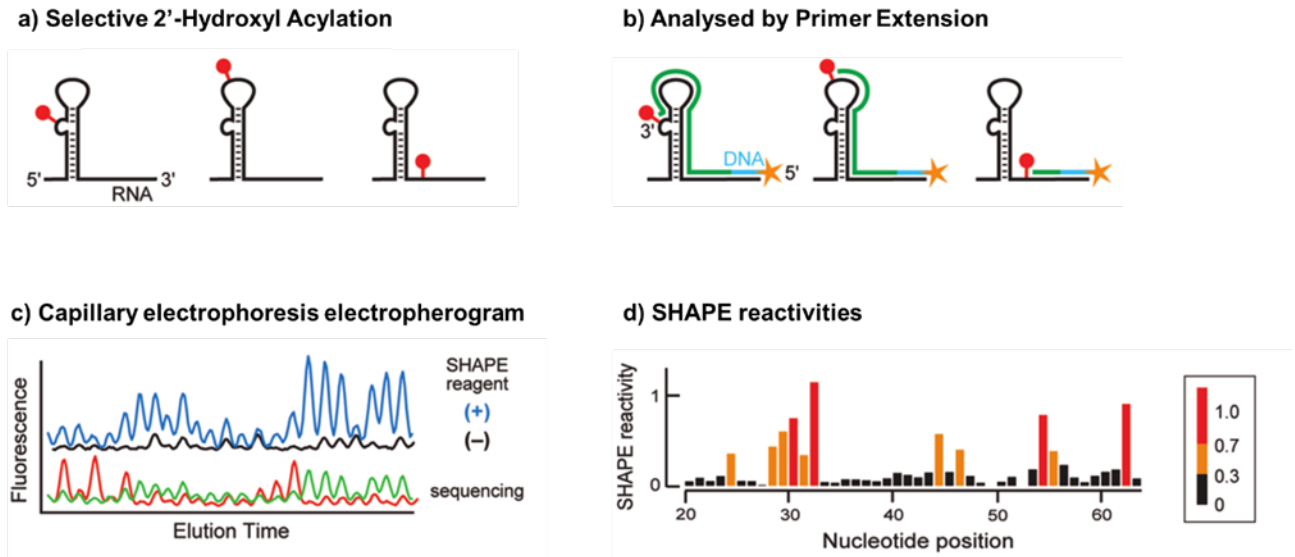 a) Selective 2’-Hydroxyl Acylation
5'
3'
RNA
b) Analysed by Primer Extension
3'
DNA
5'
c) Capillary electrophoresis electropherogram
Fluorescence
SHAPE
reagent
(+)
(−)
sequencing
Elution Time
d) SHAPE reactivities
SHAPE reactivity
1
0
20
30
40
50
60
Nucleotide position
1.0
0.7
0.3
0